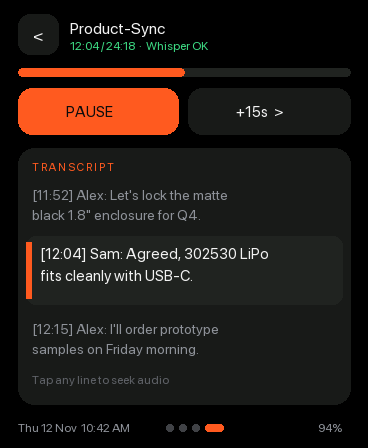 <
Product-Sync
12:04/24:18 · Whisper OK
PAUSE
+15s >
TRANSCRIPT
[11:52] Alex: Let's lock the matte
black 1.8" enclosure for Q4.
[12:04] Sam: Agreed, 302530 LiPo
fits cleanly with USB-C.
[12:15] Alex: I'll order prototype
samples on Friday morning.
Tap any line to seek audio
Thu 12 Nov 10:42 AM
94%